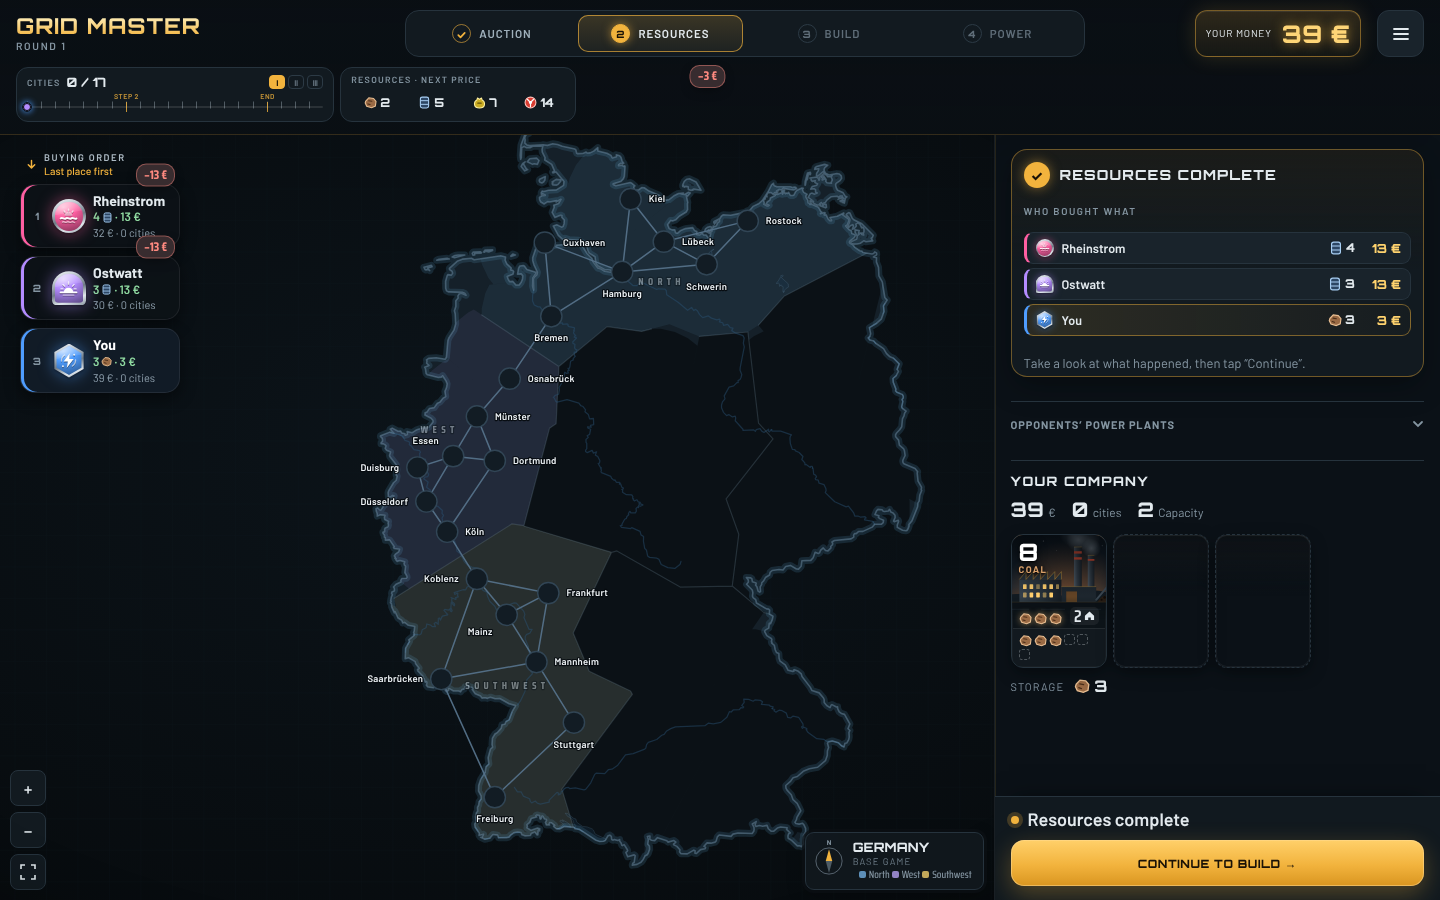 GRID MASTER
ROUND 1
AUCTION
2 RESOURCES
3 BUILD
4 POWER
YOUR MONEY 39 €
CITIES 0 / 17
I II III
STEP 2
END
RESOURCES · NEXT PRICE
2 5 7 14
-3 €
BUYING ORDER
Last place first
-13 €
1
Rheinstrom
4 · 13 €
32 € · 0 cities
-13 €
2
Ostwatt
3 · 13 €
30 € · 0 cities
3
You
3 · 3 €
39 € · 0 cities
Kiel
Rostock
Cuxhaven
Lübeck
NORTH
Schwerin
Hamburg
Bremen
Osnabrück
Münster
WEST
Essen
Dortmund
Duisburg
Düsseldorf
Köln
Koblenz
Frankfurt
Mainz
Mannheim
Saarbrücken
SOUTHWEST
Stuttgart
Freiburg
+
−
N
GERMANY
BASE GAME
North West Southwest
RESOURCES COMPLETE
WHO BOUGHT WHAT
Rheinstrom 4 13 €
Ostwatt 3 13 €
You 3 3 €
Take a look at what happened, then tap “Continue”.
OPPONENTS’ POWER PLANTS
YOUR COMPANY
39 € 0 cities 2 Capacity
8
COAL
2
STORAGE 3
Resources complete
CONTINUE TO BUILD →